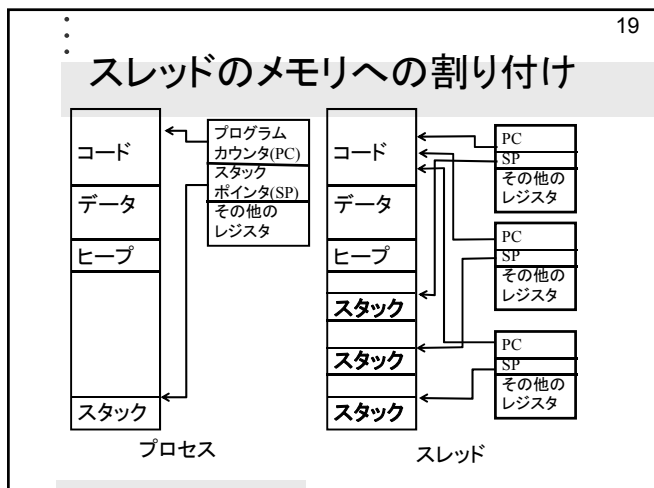 19
スレッドのメモリへの割り付け
コード
データ
ヒープ
スタック
プログラム
カウンタ(PC)
スタック
ポインタ(SP)
その他の
レジスタ
プロセス
コード
データ
ヒープ
スタック
スタック
スタック
PC
SP
その他の
レジスタ
PC
SP
その他の
レジスタ
PC
SP
その他の
レジスタ
スレッド